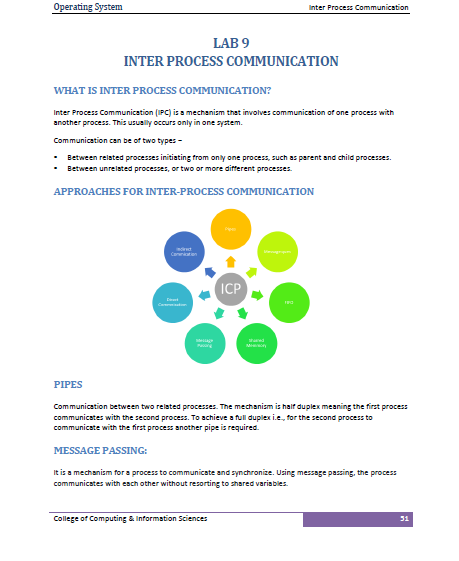 Operating System
Inter Process Communication
LAB 9
INTER PROCESS COMMUNICATION
WHAT IS INTER PROCESS COMMUNICATION?
Inter Process Communication (IPC) is a mechanism that involves communication of one process with
another process. This usually occurs only in one system.
Communication can be of two types –
• Between related processes initiating from only one process, such as parent and child processes.
• Between unrelated processes, or two or more different processes.
APPROACHES FOR INTER-PROCESS COMMUNICATION
Pipes
Indirect
ICP
Direct
FIFO
Message
Passing
Shared
PIPES
Communication between two related processes. The mechanism is half duplex meaning the first process
communicates with the second process. To achieve a full duplex i.e., for the second process to
communicate with the first process another pipe is required.
MESSAGE PASSING:
It is a mechanism for a process to communicate and synchronize. Using message passing, the process
communicates with each other without resorting to shared variables.
College of Computing & Information Sciences
51